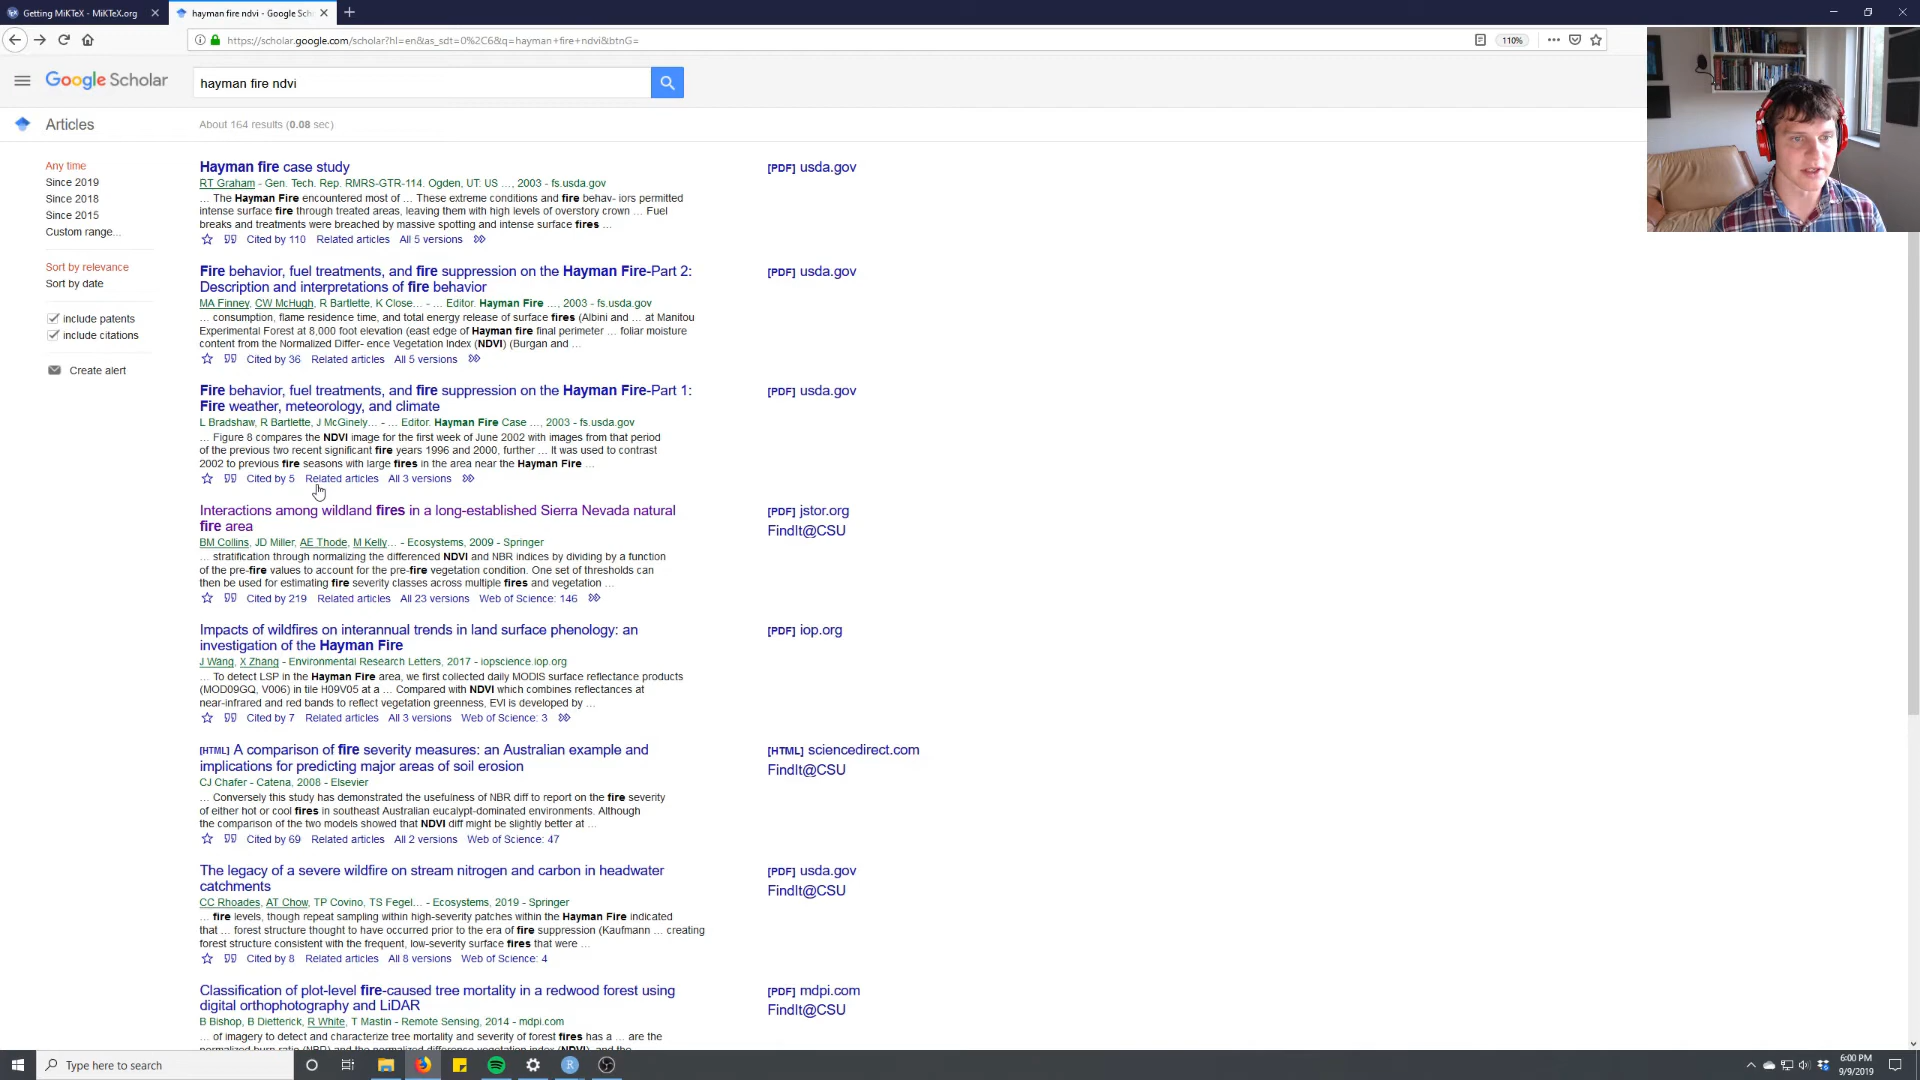 Getting MiKTeX - MiKTeX.org
hayman fire ndvi - Google Sch
https://scholar.google.com/scholar?hl=en&as_sdt=0%2C6&q=hayman+fire+ndvi&btnG=
110%
Google Scholar
hayman fire ndvi
Articles
About 164 results (0.08 sec)
Any time
Since 2019
Since 2018
Since 2015
Custom range...
Sort by relevance
Sort by date
include patents
include citations
Create alert
Hayman fire case study
RT Graham - Gen. Tech. Rep. RMRS-GTR-114. Ogden, UT: US …, 2003 - fs.usda.gov
… The Hayman Fire encountered most of … These extreme conditions and fire behav- iors permitted
intense surface fire through treated areas, leaving them with high levels of overstory crown … Fuel
breaks and treatments were breached by massive spotting and intense surface fires …
Cited by 110 Related articles All 5 versions
[PDF] usda.gov
Fire behavior, fuel treatments, and fire suppression on the Hayman Fire-Part 2:
Description and interpretations of fire behavior
MA Finney, CW McHugh, R Bartlette, K Close… - … Editor. Hayman Fire …, 2003 - fs.usda.gov
… consumption, flame residence time, and total energy release of surface fires (Albini and … at Manitou
Experimental Forest at 8,000 foot elevation (east edge of Hayman fire final perimeter … foliar moisture
content from the Normalized Differ- ence Vegetation Index (NDVI) (Burgan and …
Cited by 36 Related articles All 5 versions
[PDF] usda.gov
Fire behavior, fuel treatments, and fire suppression on the Hayman Fire-Part 1:
Fire weather, meteorology, and climate
L Bradshaw, R Bartlette, J McGinely… - … Editor. Hayman Fire Case …, 2003 - fs.usda.gov
… Figure 8 compares the NDVI image for the first week of June 2002 with images from that period
of the previous two recent significant fire years 1996 and 2000, further … It was used to contrast
2002 to previous fire seasons with large fires in the area near the Hayman Fire …
Cited by 5 Related articles All 3 versions
[PDF] usda.gov
Interactions among wildland fires in a long-established Sierra Nevada natural
fire area
BM Collins, JD Miller, AE Thode, M Kelly… - Ecosystems, 2009 - Springer
… stratification through normalizing the differenced NDVI and NBR indices by dividing by a function
of the pre-fire values to account for the pre-fire vegetation condition. One set of thresholds can
then be used for estimating fire severity classes across multiple fires and vegetation …
Cited by 219 Related articles All 23 versions Web of Science: 146
[PDF] jstor.org
FindIt@CSU
Impacts of wildfires on interannual trends in land surface phenology: an
investigation of the Hayman Fire
J Wang, X Zhang - Environmental Research Letters, 2017 - iopscience.iop.org
… To detect LSP in the Hayman Fire area, we first collected daily MODIS surface reflectance products
(MOD09GQ, V006) in tile H09V05 at a … Compared with NDVI which combines reflectances at
near-infrared and red bands to reflect vegetation greenness, EVI is developed by …
Cited by 7 Related articles All 3 versions Web of Science: 3
[PDF] iop.org
[HTML] A comparison of fire severity measures: an Australian example and
implications for predicting major areas of soil erosion
CJ Chafer - Catena, 2008 - Elsevier
… Conversely this study has demonstrated the usefulness of NBR diff to report on the fire severity
of either hot or cool fires in southeast Australian eucalypt-dominated environments. Although
the comparison of the two models showed that NDVI diff might be slightly better at …
Cited by 69 Related articles All 2 versions Web of Science: 47
[HTML] sciencedirect.com
FindIt@CSU
The legacy of a severe wildfire on stream nitrogen and carbon in headwater
catchments
CC Rhoades, AT Chow, TP Covino, TS Fegel… - Ecosystems, 2019 - Springer
… fire levels, though repeat sampling within high-severity patches within the Hayman Fire indicated
that … forest structure thought to have occurred prior to the era of fire suppression (Kaufmann … creating
forest structure consistent with the frequent, low-severity surface fires that were …
Cited by 8 Related articles All 8 versions Web of Science: 4
[PDF] usda.gov
FindIt@CSU
Classification of plot-level fire-caused tree mortality in a redwood forest using
digital orthophotography and LiDAR
B Bishop, B Dietterick, R White, T Mastin - Remote Sensing, 2014 - mdpi.com
… of imagery to detect and characterize tree mortality and severity of forest fires has a … are the
normalized burn ratio (NBR) and the normalized difference vegetation index (NDVI), and the
[PDF] mdpi.com
FindIt@CSU
Type here to search
6:00 PM
9/9/2019